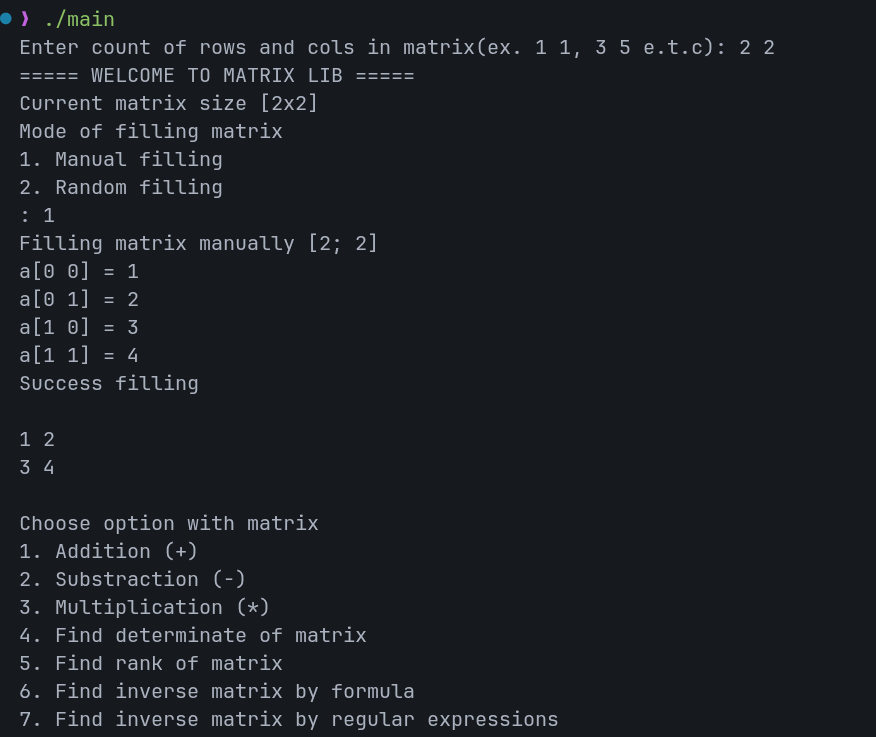 ❱ ./main
Enter count of rows and cols in matrix(ex. 1 1, 3 5 e.t.c): 2 2
===== WELCOME TO MATRIX LIB =====
Current matrix size [2x2]
Mode of filling matrix
1. Manual filling
2. Random filling
: 1
Filling matrix manually [2; 2]
a[0 0] = 1
a[0 1] = 2
a[1 0] = 3
a[1 1] = 4
Success filling
1 2
3 4
Choose option with matrix
1. Addition (+)
2. Substraction (-)
3. Multiplication (*)
4. Find determinate of matrix
5. Find rank of matrix
6. Find inverse matrix by formula
7. Find inverse matrix by regular expressions